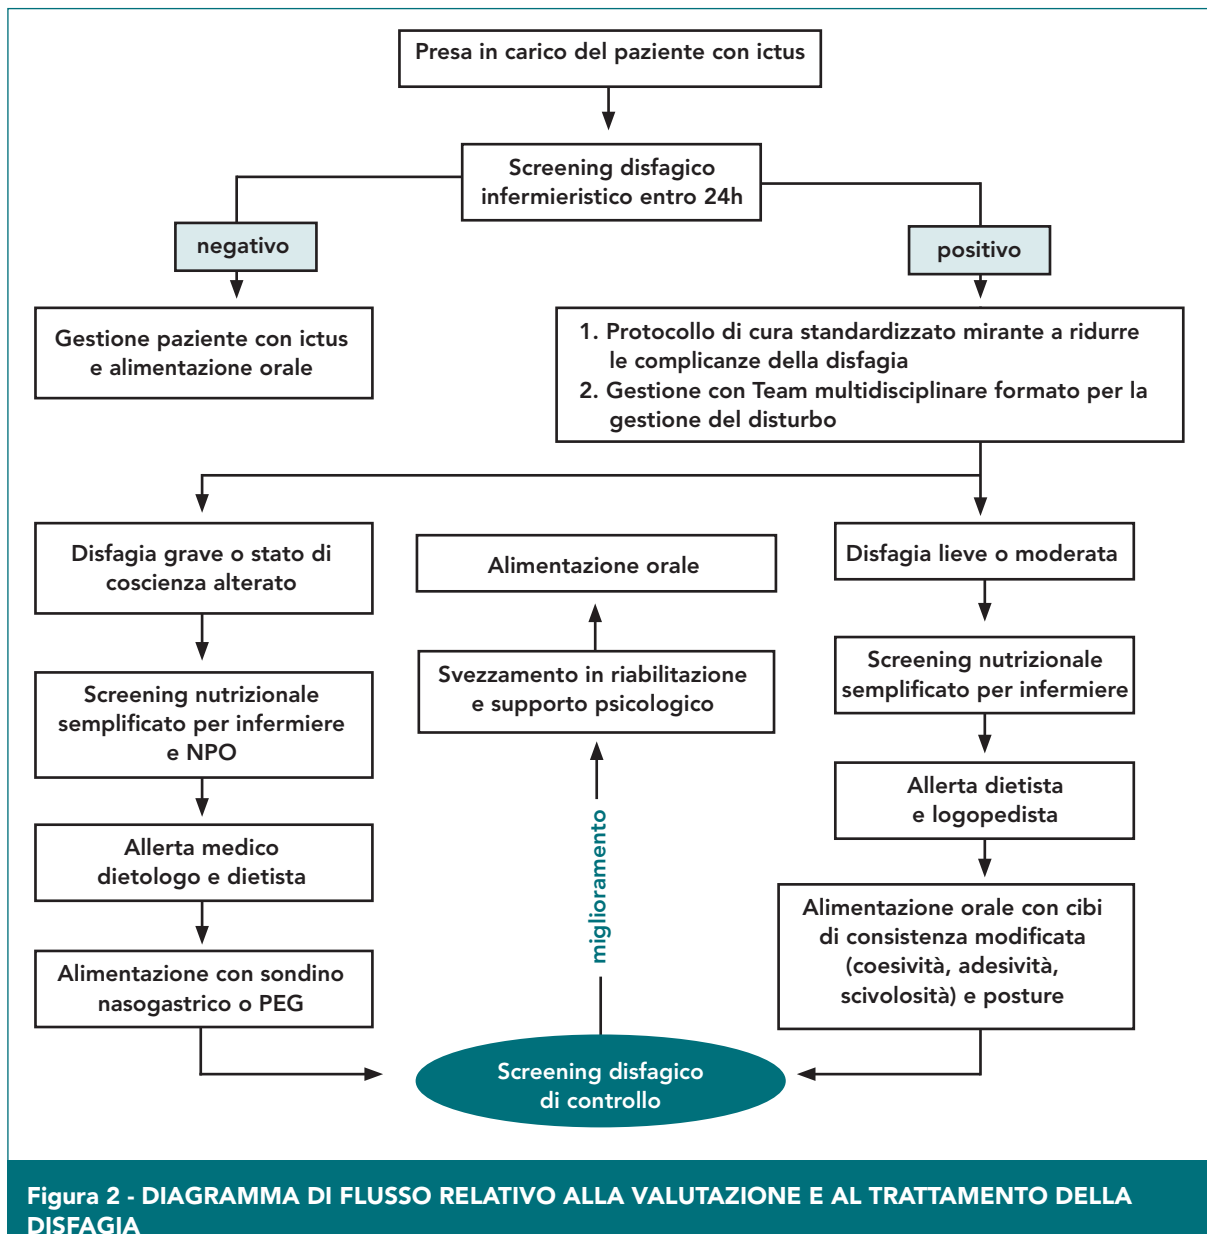 Presa in carico del paziente con ictus
Screening disfagico
infermieristico entro 24h
negativo
positivo
Gestione paziente con ictus
e alimentazione orale
1. Protocollo di cura standardizzato mirante a ridurre
le complicanze della disfagia
2. Gestione con Team multidisciplinare formato per la
gestione del disturbo
Disfagia grave o stato di
coscienza alterato
Screening nutrizionale
semplificato per infermiere
e NPO
Allerta medico
dietologo e dietista
Alimentazione con sondino
nasogastrico o PEG
Alimentazione orale
Svezzamento in riabilitazione
e supporto psicologico
miglioramento
Disfagia lieve o moderata
Screening nutrizionale
semplificato per infermiere
Allerta dietista
e logopedista
Alimentazione orale con cibi
di consistenza modificata
(coesività, adesività,
scivolosità) e posture
Screening disfagico
di controllo
Figura 2 - DIAGRAMMA DI FLUSSO RELATIVO ALLA VALUTAZIONE E AL TRATTAMENTO DELLA
DISFAGIA